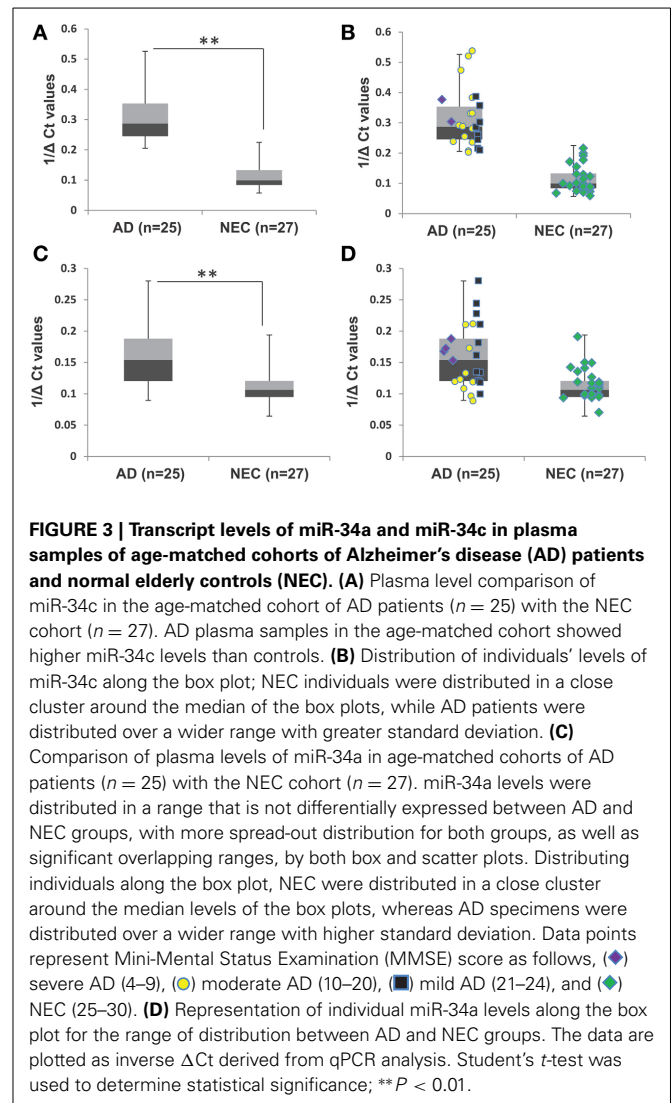 A
**
1/Δ Ct values
0.6
0.5
0.4
0.3
0.2
0.1
0
AD (n=25)
NEC (n=27)
B
1/Δ Ct values
0.6
0.5
0.4
0.3
0.2
0.1
0
AD (n=25)
NEC (n=27)
C
**
1/Δ Ct values
0.3
0.25
0.2
0.15
0.1
0.05
0
AD (n=25)
NEC (n=27)
D
1/Δ Ct values
0.3
0.25
0.2
0.15
0.1
0.05
0
AD (n=25)
NEC (n=27)
FIGURE 3 | Transcript levels of miR-34a and miR-34c in plasma
samples of age-matched cohorts of Alzheimer's disease (AD) patients
and normal elderly controls (NEC). (A) Plasma level comparison of
miR-34c in the age-matched cohort of AD patients (n = 25) with the NEC
cohort (n = 27). AD plasma samples in the age-matched cohort showed
higher miR-34c levels than controls. (B) Distribution of individuals' levels of
miR-34c along the box plot; NEC individuals were distributed in a close
cluster around the median of the box plots, while AD patients were
distributed over a wider range with greater standard deviation. (C)
Comparison of plasma levels of miR-34a in age-matched cohorts of AD
patients (n = 25) with the NEC cohort (n = 27). miR-34a levels were
distributed in a range that is not differentially expressed between AD and
NEC groups, with more spread-out distribution for both groups, as well as
significant overlapping ranges, by both box and scatter plots. Distributing
individuals along the box plot, NEC were distributed in a close cluster
around the median levels of the box plots, whereas AD specimens were
distributed over a wider range with higher standard deviation. Data points
represent Mini-Mental Status Examination (MMSE) score as follows, (◆)
severe AD (4–9), (●) moderate AD (10–20), (■) mild AD (21–24), and (◆)
NEC (25–30). (D) Representation of individual miR-34a levels along the box
plot for the range of distribution between AD and NEC groups. The data are
plotted as inverse ΔCt derived from qPCR analysis. Student's t-test was
used to determine statistical significance; **P < 0.01.